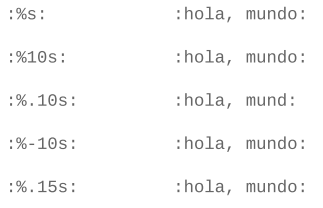 :%s: :hola, mundo:
:%10s: :hola, mundo:
:%.10s: :hola, mund:
:%-10s: :hola, mundo:
:%.15s: :hola, mundo: